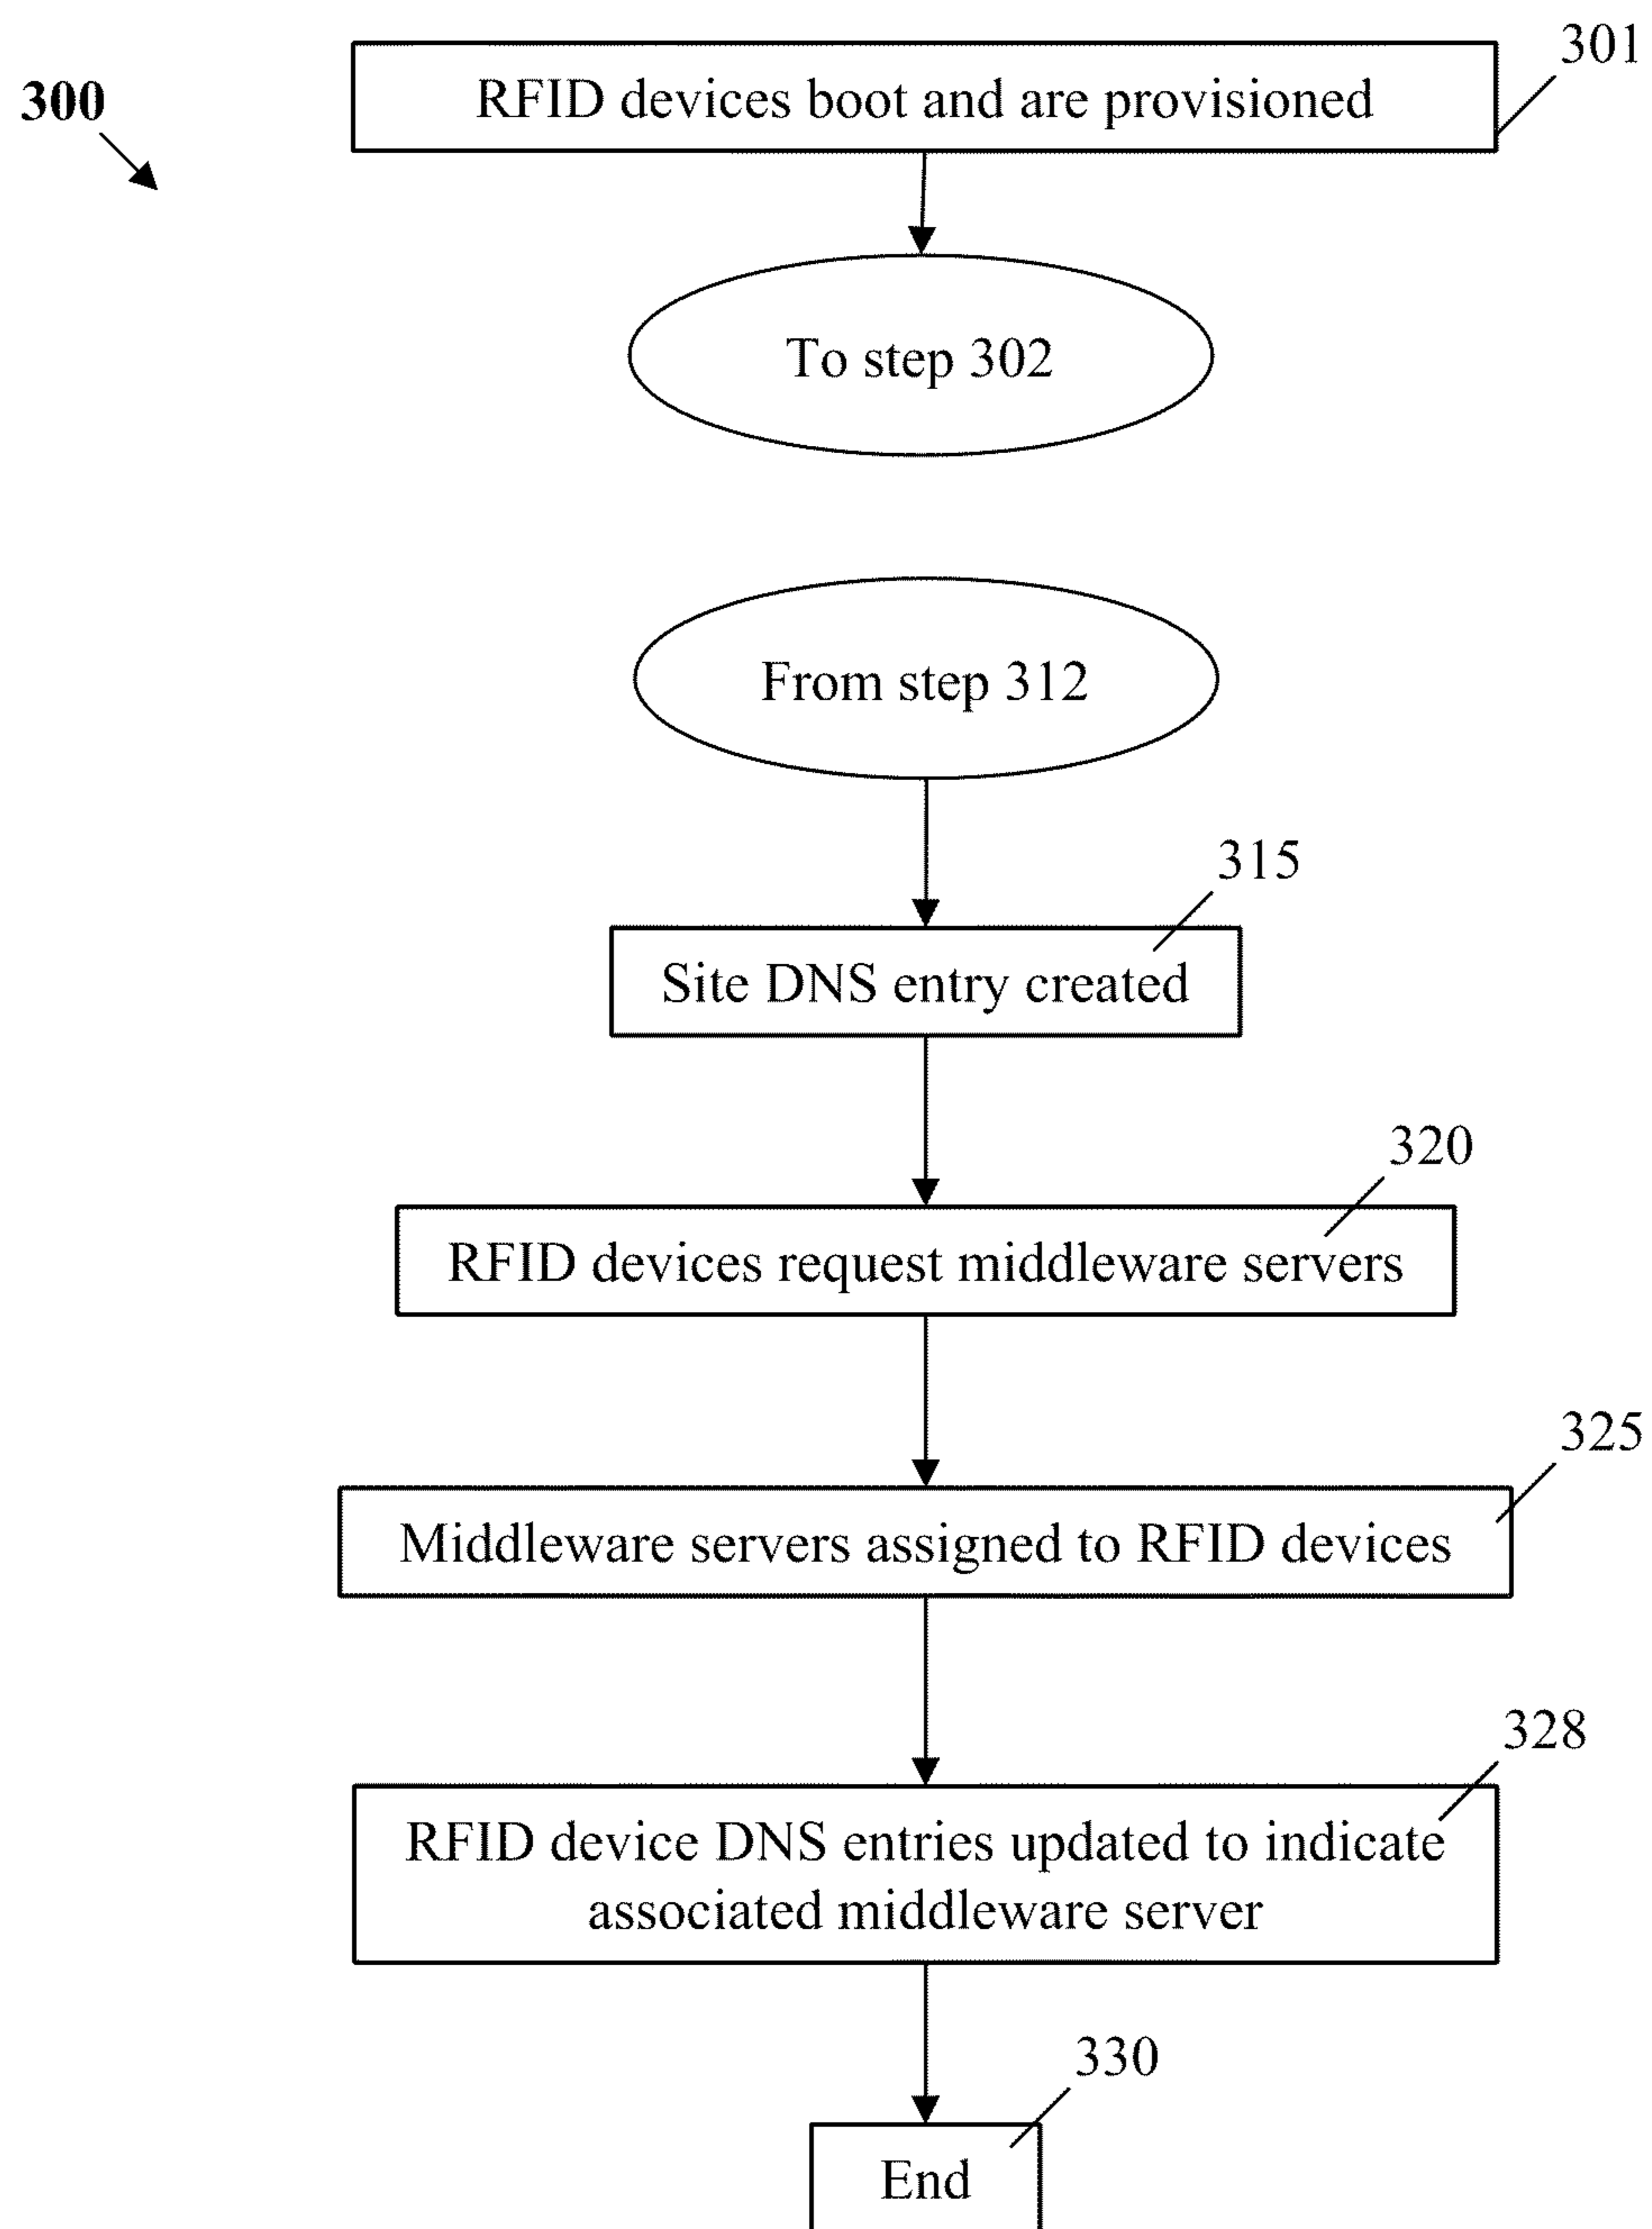 300
301
RFID devices boot and are provisioned
To step 302
From step 312
315
Site DNS entry created
320
RFID devices request middleware servers
325
Middleware servers assigned to RFID devices
328
RFID device DNS entries updated to indicate
associated middleware server
330
End